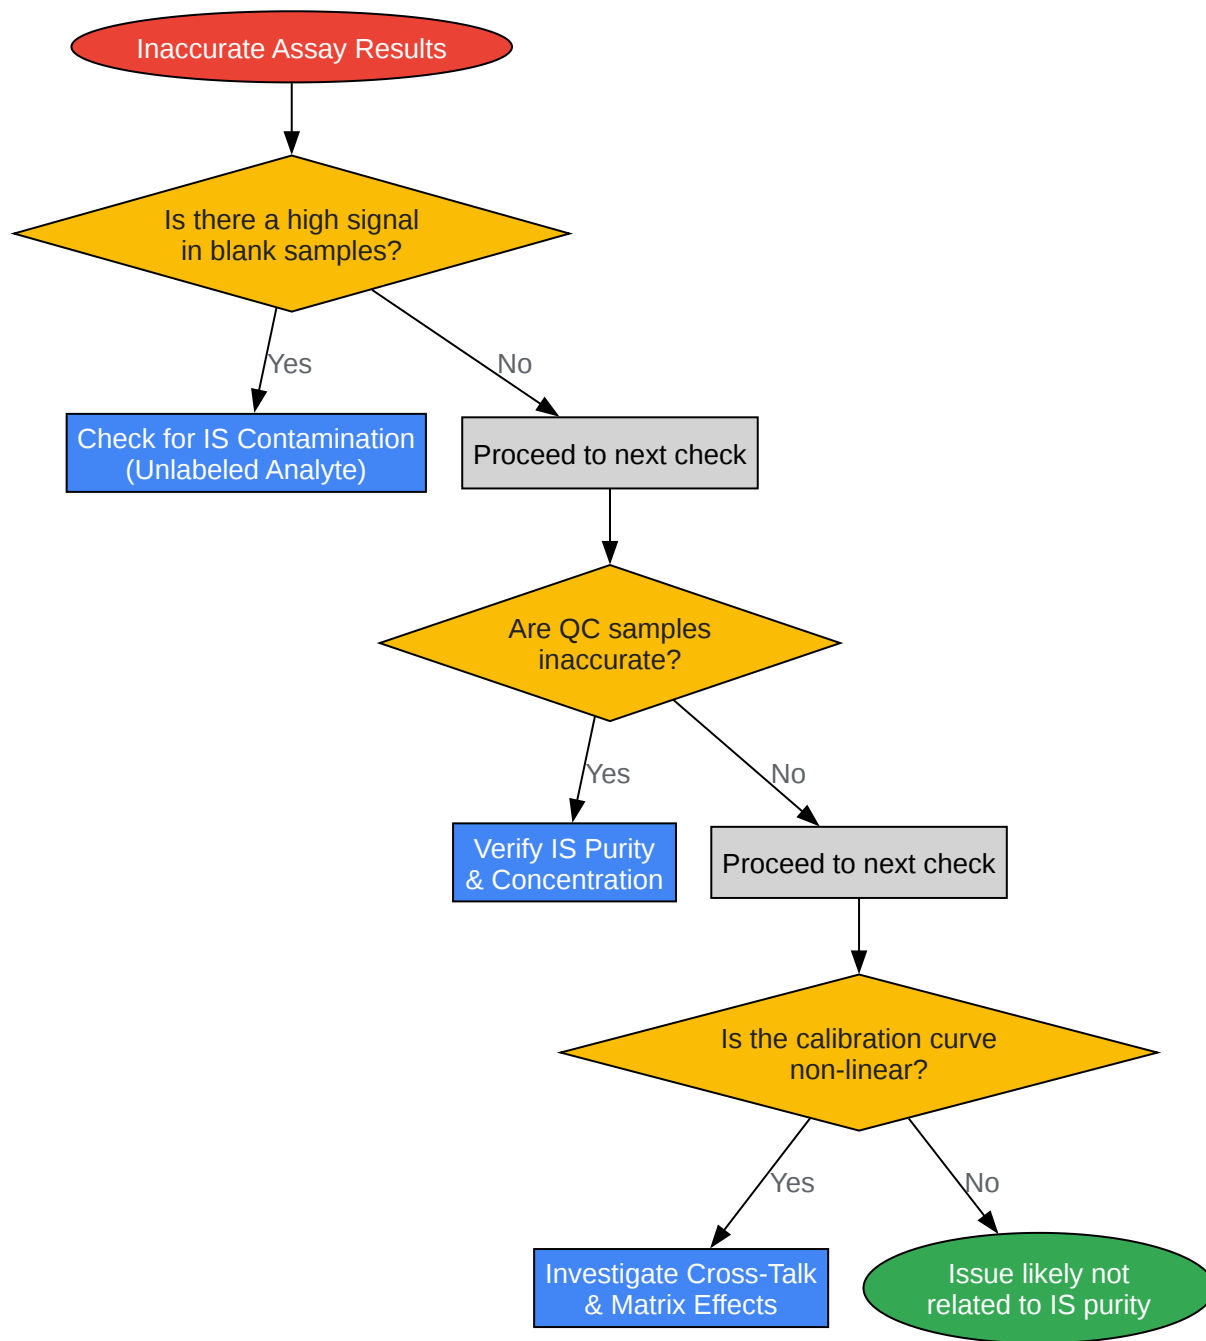 Inaccurate Assay Results
Is there a high signal
in blank samples?
Yes
No
Check for IS Contamination
(Unlabeled Analyte)
Proceed to next check
Are QC samples
inaccurate?
Yes
No
Verify IS Purity
& Concentration
Proceed to next check
Is the calibration curve
non-linear?
Yes
No
Investigate Cross-Talk
& Matrix Effects
Issue likely not
related to IS purity